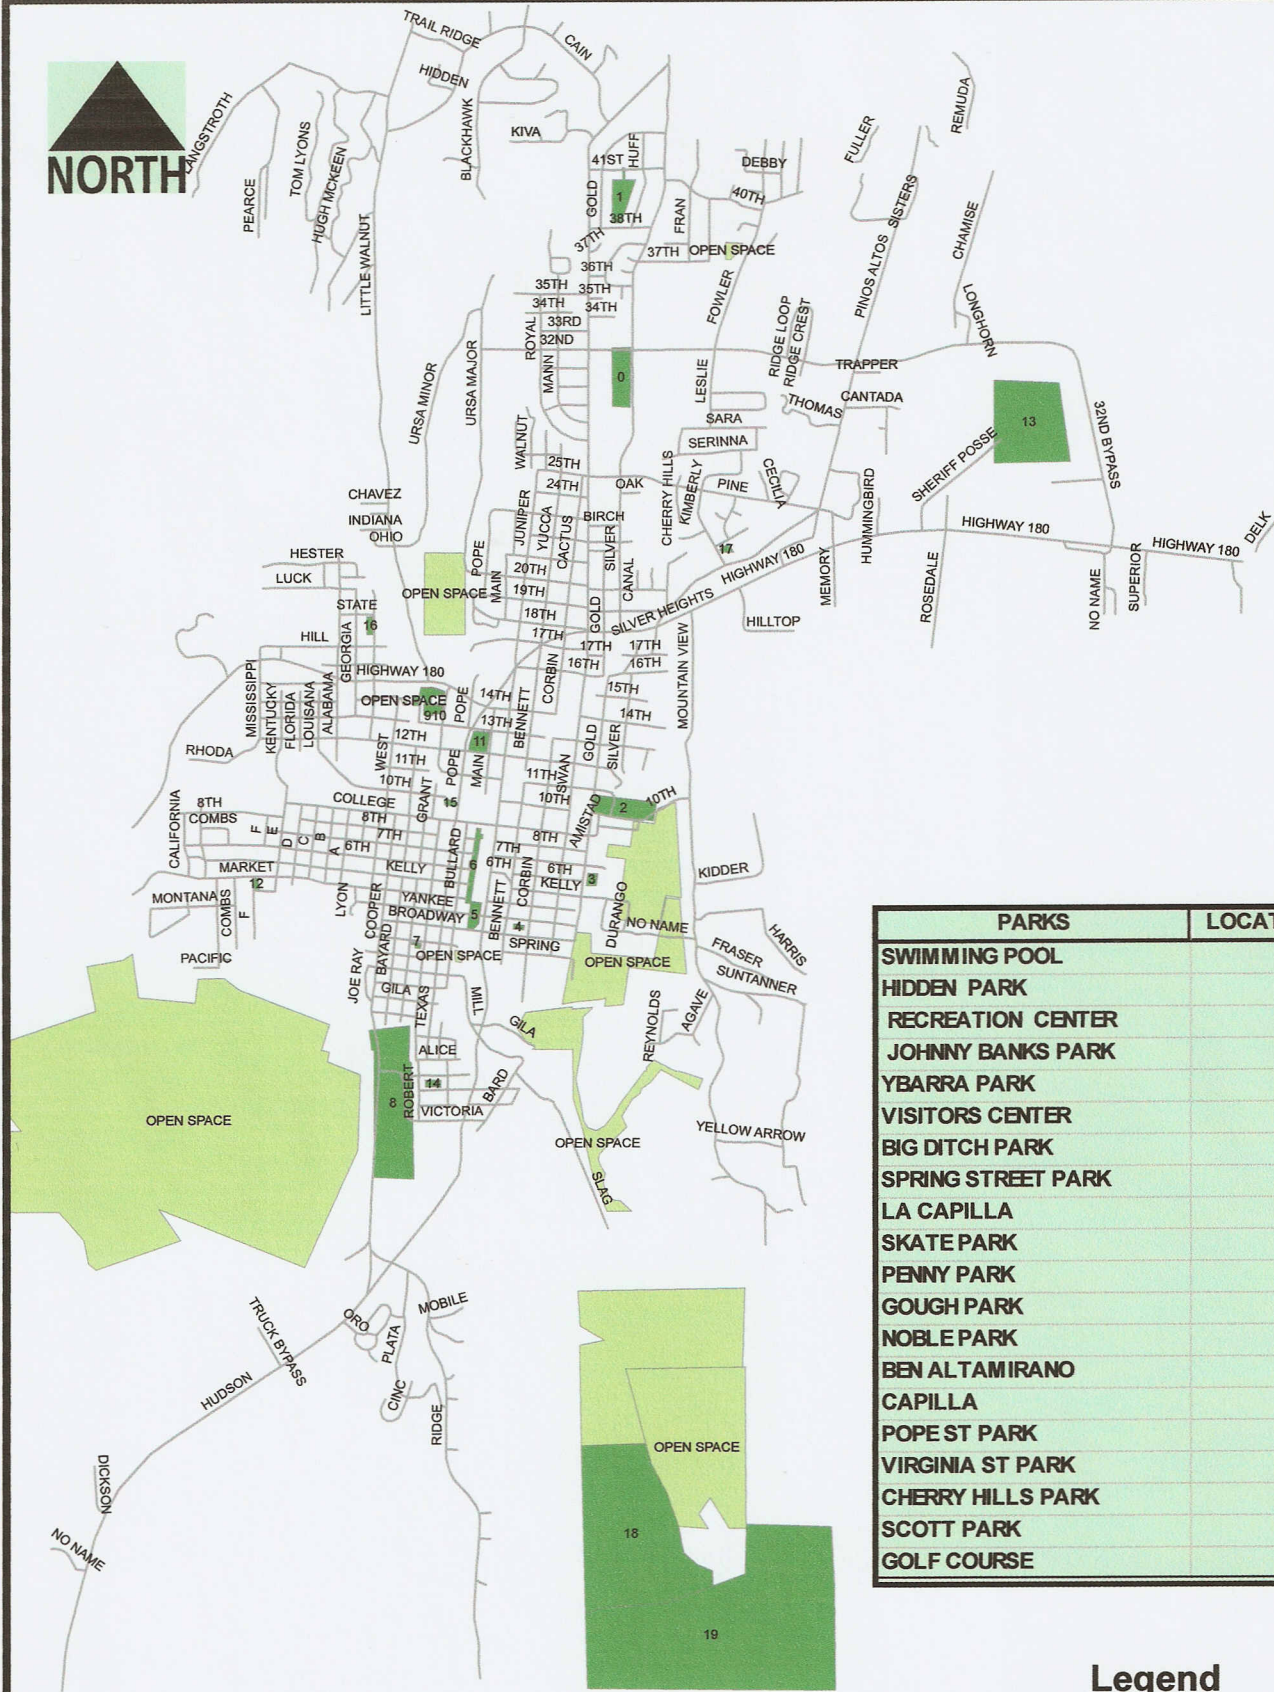 TRAIL RIDGE
CAIN
HIDDEN
NORTH
LANGSTROTH
TOM LYONS
HUGH MCKEEN
PEARCE
LITTLE WALNUT
BLACKHAWK
KIVA
41ST
HUFF
DEBBY
FULLER
REMUDA
GOLD
1
38TH
40TH
FRAN
37TH
37TH
OPEN SPACE
PINOS ALTOS
SISTERS
CHAMISE
36TH
35TH
35TH
34TH
34TH
33RD
32ND
ROYAL
MANN
FOWLER
RIDGE LOOP
RIDGE CREST
LONGHORN
URSA MINOR
URSA MAJOR
0
LESLIE
TRAPPER
THOMAS
CANTADA
13
32ND BYPASS
SHERIFF POSSE
WALNUT
SARA
SERINNA
25TH
24TH
OAK
CHERRY HILLS
KIMBERLY
PINE
CECILIA
CHAVEZ
INDIANA
OHIO
JUNIPER
YUCCA
CACTUS
BIRCH
SILVER
CANAL
17
HIGHWAY 180
HUMMINGBIRD
HIGHWAY 180
HIGHWAY 180
DELK
HESTER
LUCK
POPE
MAIN
20TH
19TH
18TH
17TH
OPEN SPACE
GOLD
SILVER HEIGHTS
MEMORY
ROSEDALE
NO NAME
SUPERIOR
HILLTOP
STATE
16
HILL
GEORGIA
HIGHWAY 180
17TH
17TH
16TH
16TH
CORBIN
MOUNTAIN VIEW
MISSISSIPPI
KENTUCKY
FLORIDA
LOUISANA
ALABAMA
OPEN SPACE
910
POPE
14TH
13TH
BENNETT
15TH
14TH
RHODA
12TH
WEST
11TH
10TH
11
POPE
MAIN
GOLD
SILVER
11TH
SWAN
10TH
CALIFORNIA
8TH
COMBS
COLLEGE
GRANT
15
AMISTAD
2
10TH
F
E
D
C
B
A
8TH
7TH
6TH
BULLARD
6
7TH
8TH
6TH
6TH
MARKET
12
KELLY
CORBIN
KELLY
3
KIDDER
MONTANA
COMBS
F
LYON
COOPER
YANKEE
BROADWAY
5
BENNETT
4
DURANGO
NO NAME
PACIFIC
JOE RAY
BAYARD
7
OPEN SPACE
SPRING
OPEN SPACE
FRASER
HARRIS
SUNTANNER
GILA
TEXAS
MILL
GILA
REYNOLDS
AGAVE
ALICE
ROBERT
14
BARD
VICTORIA
8
OPEN SPACE
OPEN SPACE
YELLOW ARROW
SLAG
TRUCK BYPASS
ORO
PLATA
MOBILE
HUDSON
CINC
RIDGE
DICKSON
NO NAME
OPEN SPACE
18
19
PARKS LOCAT
SWIMMING POOL
HIDDEN PARK
RECREATION CENTER
JOHNNY BANKS PARK
YBARRA PARK
VISITORS CENTER
BIG DITCH PARK
SPRING STREET PARK
LA CAPILLA
SKATE PARK
PENNY PARK
GOUGH PARK
NOBLE PARK
BEN ALTAMIRANO
CAPILLA
POPE ST PARK
VIRGINIA ST PARK
CHERRY HILLS PARK
SCOTT PARK
GOLF COURSE
Legend